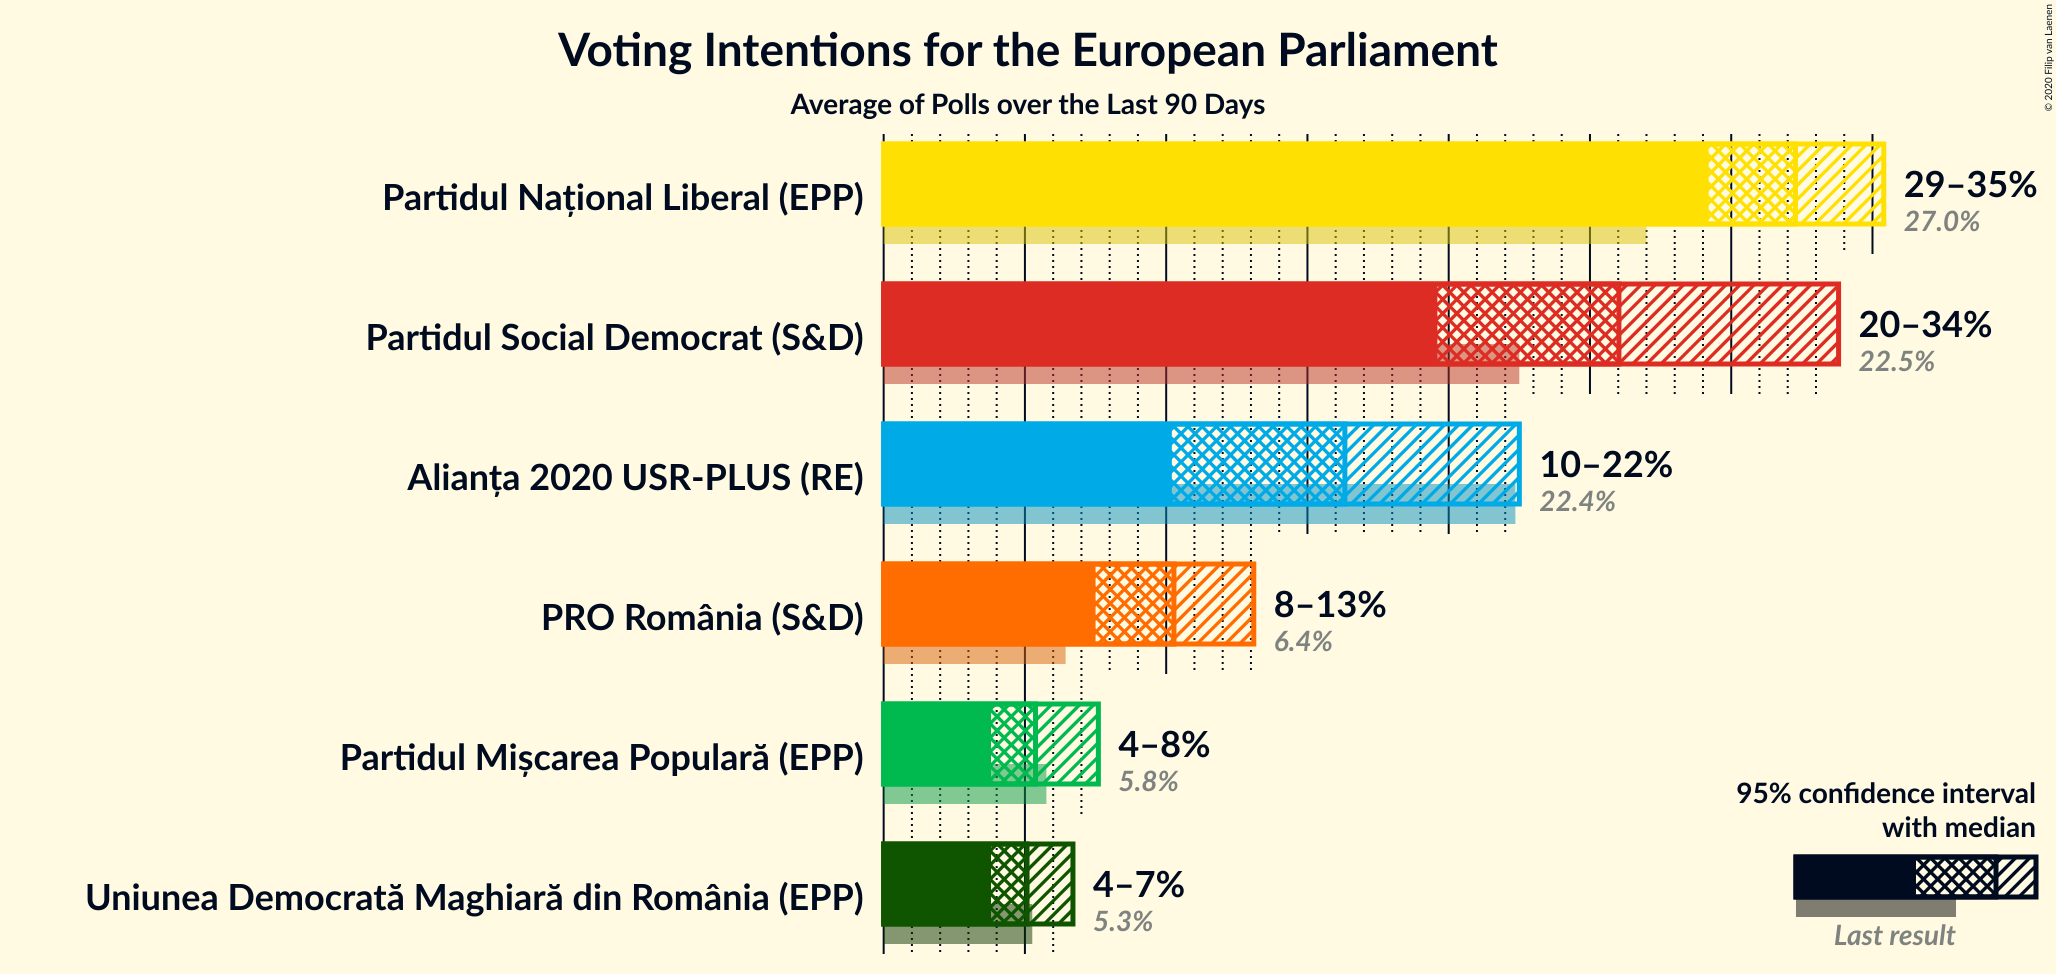 Voting Intentions for the European Parliament
Average of Polls over the Last 90 Days
© 2020 Filip van Laenen
Partidul Național Liberal (EPP)
29–35%
27.0%
Partidul Social Democrat (S&D)
20–34%
22.5%
Alianța 2020 USR-PLUS (RE)
10–22%
22.4%
PRO România (S&D)
8–13%
6.4%
Partidul Mișcarea Populară (EPP)
4–8%
5.8%
Uniunea Democrată Maghiară din România (EPP)
4–7%
5.3%
95% confidence interval
with median
Last result